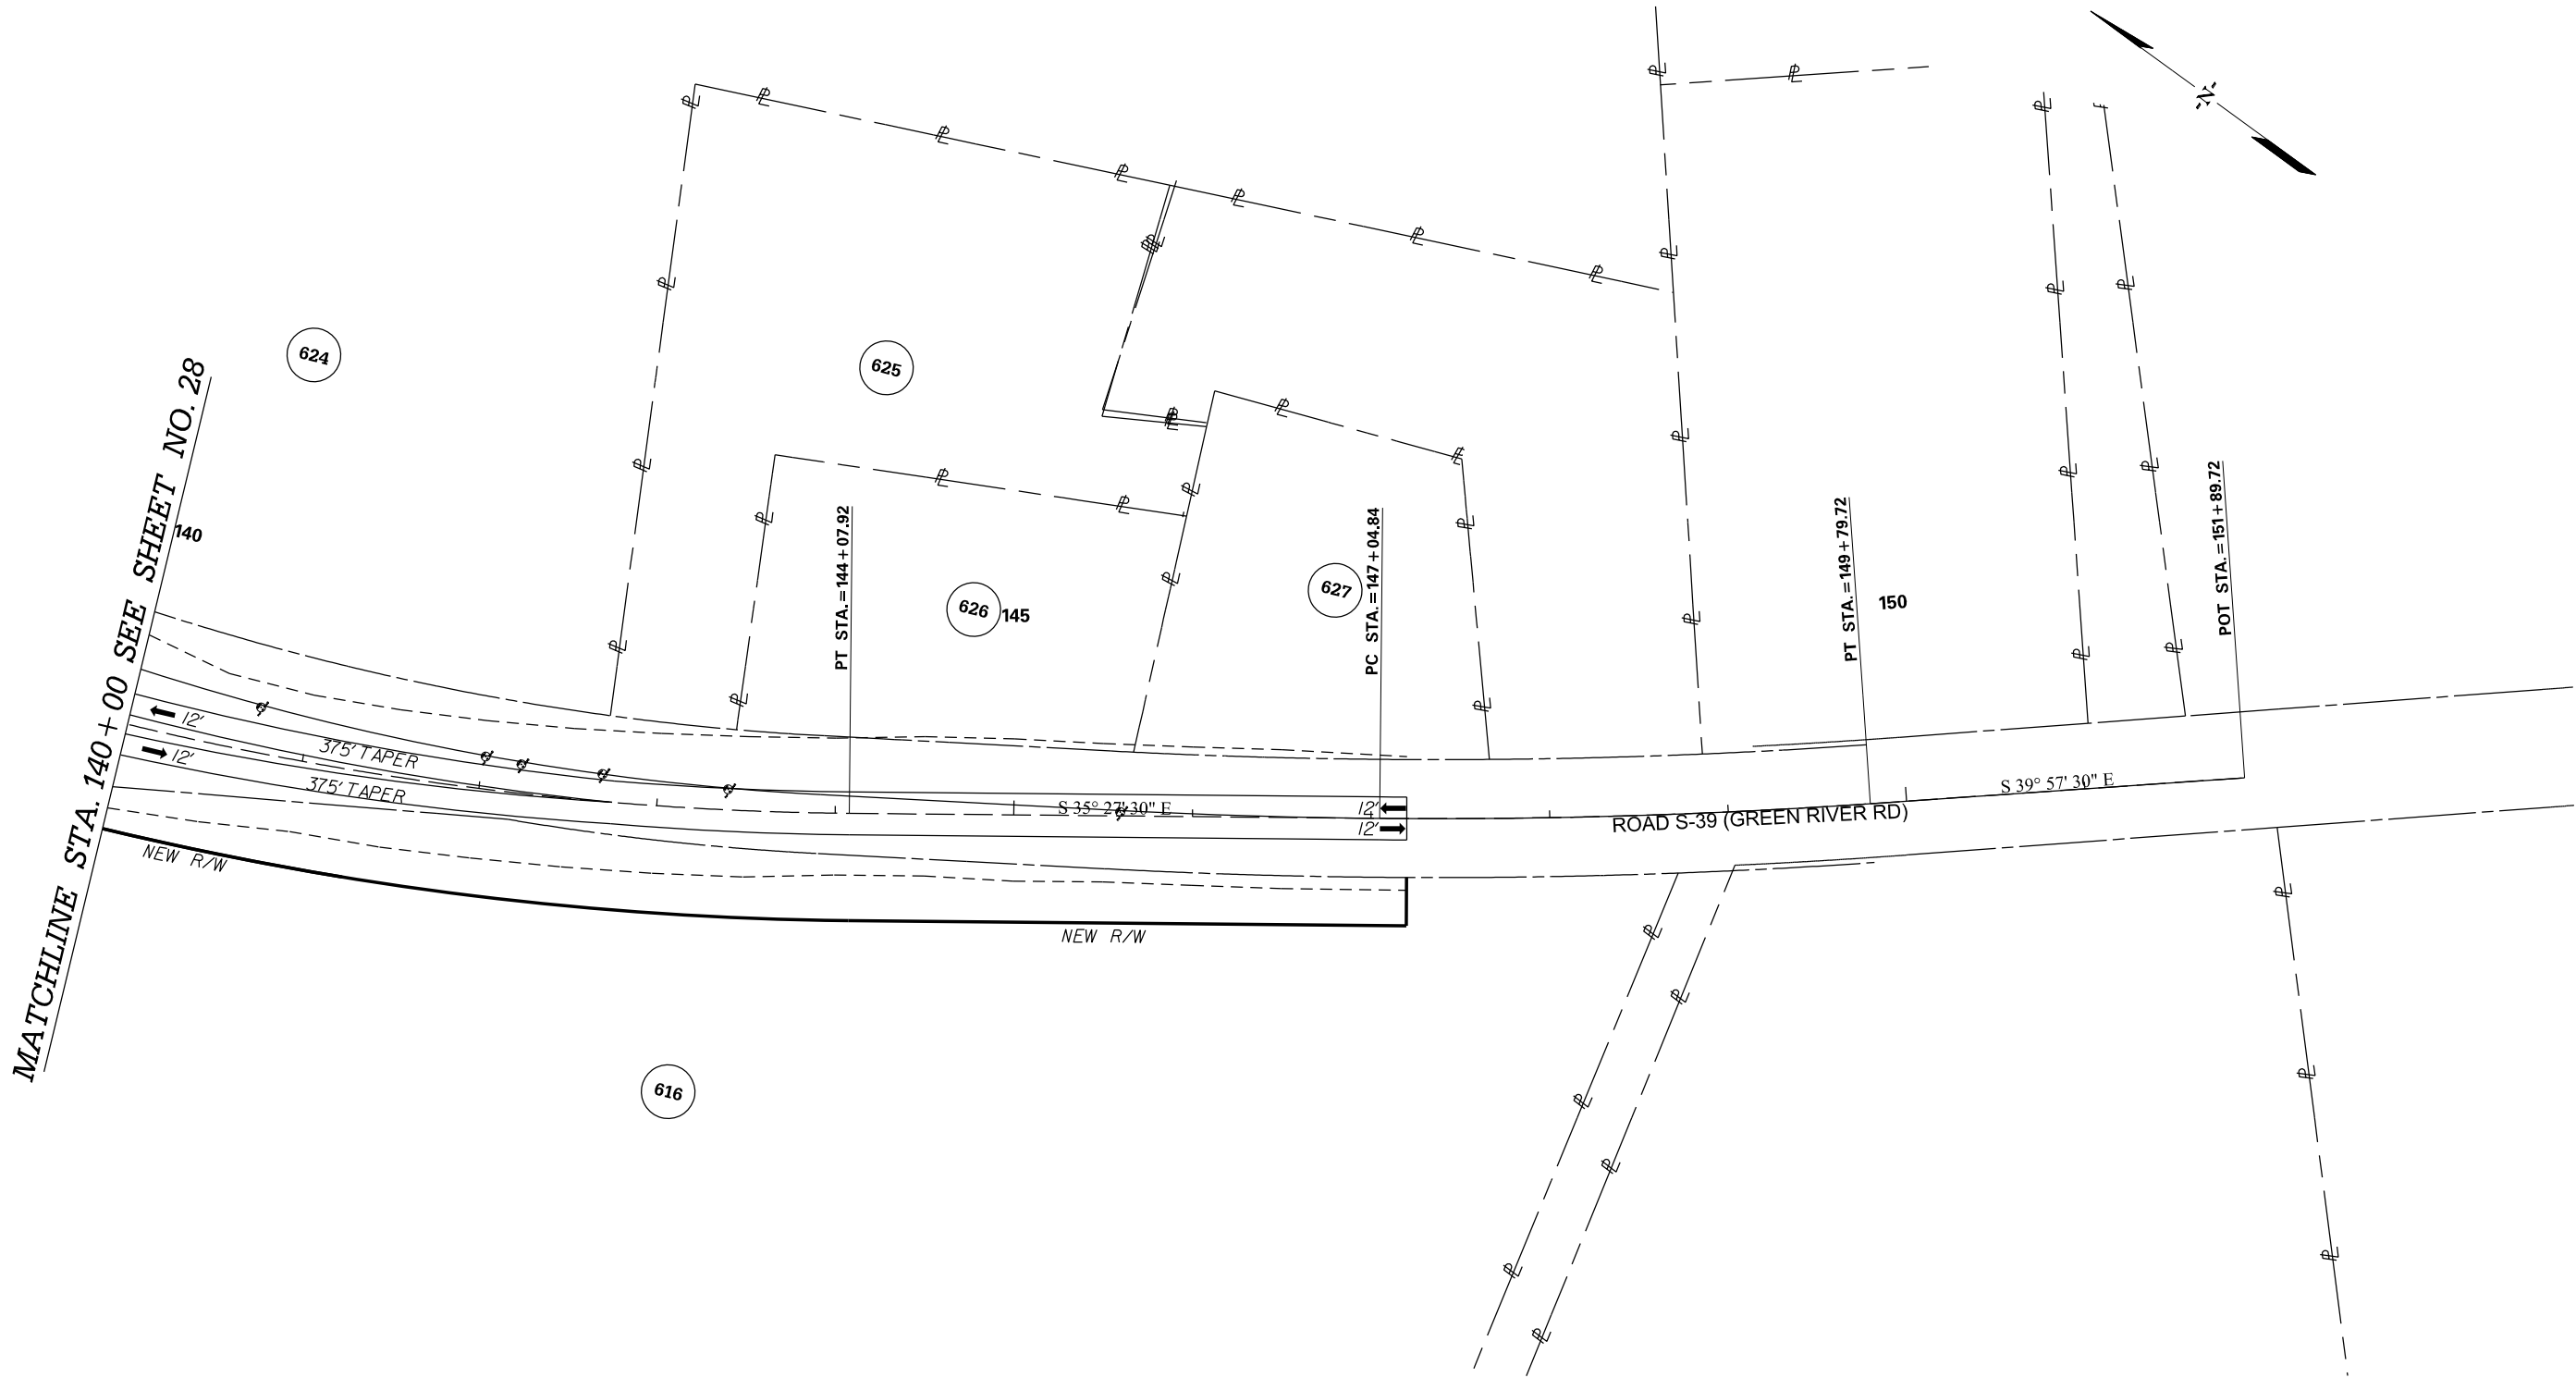 -N-
624
625
MATCHLINE STA. 140+00 SEE SHEET NO. 28
140
PT STA.=144+07.92
626
145
627
PC STA.=147+04.84
PT STA.=149+79.72
150
POT STA.=151+89.72
12'
375' TAPER
12'
375' TAPER
S 35° 27' 30" E
12'
12'
ROAD S-39 (GREEN RIVER RD)
S 39° 57' 30" E
NEW R/W
NEW R/W
616